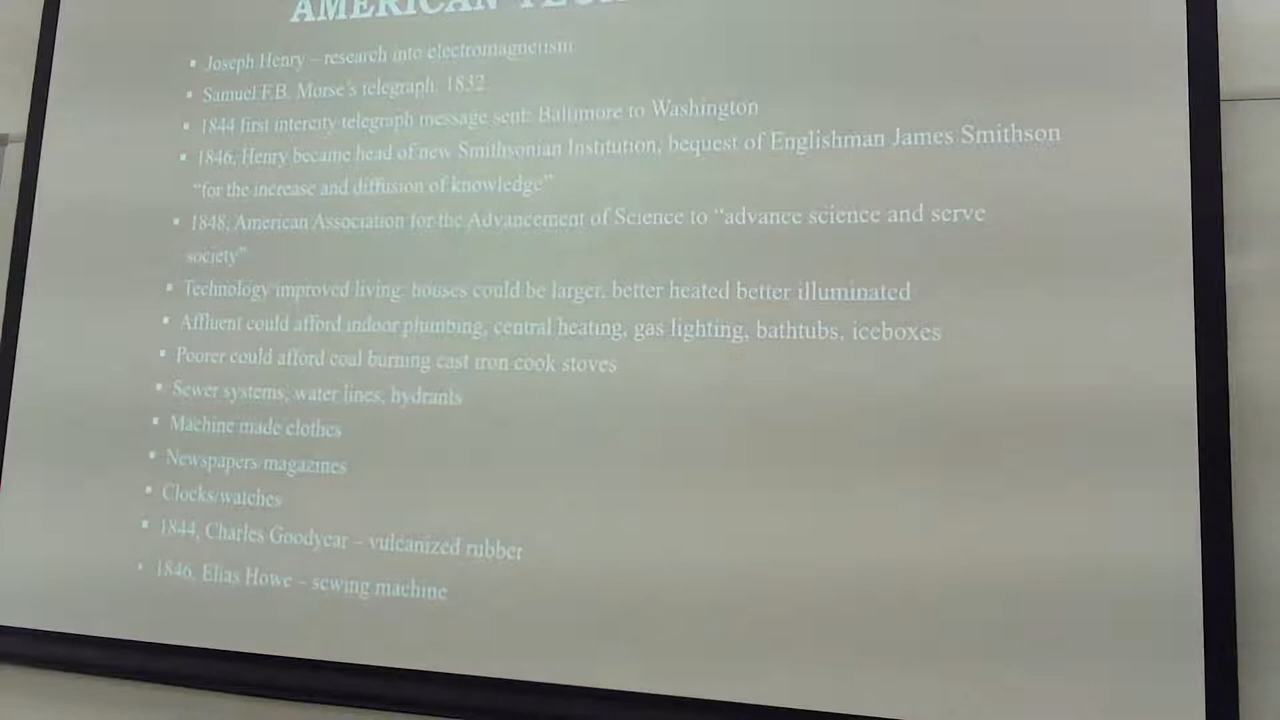 AMERICAN
▪ Joseph Henry – research into electromagnetism
▪ Samuel F.B. Morse's telegraph, 1832
▪ 1844 first intercity telegraph message sent: Baltimore to Washington
▪ 1846, Henry became head of new Smithsonian Institution, bequest of Englishman James Smithson
"for the increase and diffusion of knowledge"
▪ 1848, American Association for the Advancement of Science to "advance science and serve
society"
▪ Technology improved living: houses could be larger, better heated better illuminated
▪ Affluent could afford indoor plumbing, central heating, gas lighting, bathtubs, iceboxes
▪ Poorer could afford coal burning cast iron cook stoves
▪ Sewer systems, water lines, hydrants
▪ Machine made clothes
▪ Newspapers/magazines
▪ Clocks/watches
▪ 1844, Charles Goodyear – vulcanized rubber
▪ 1846, Elias Howe – sewing machine